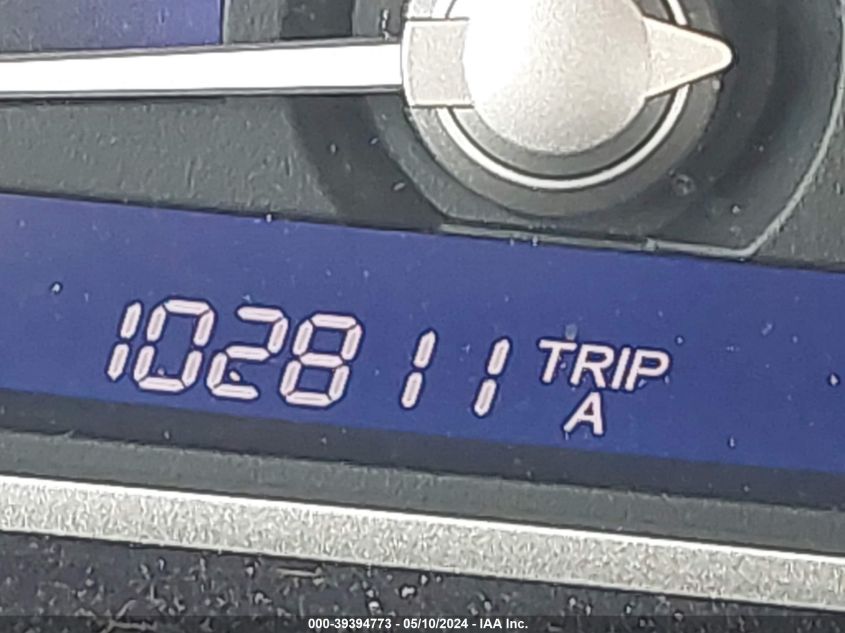 102811 TRIP
A
000-39394773 - 05/10/2024 - IAA Inc.